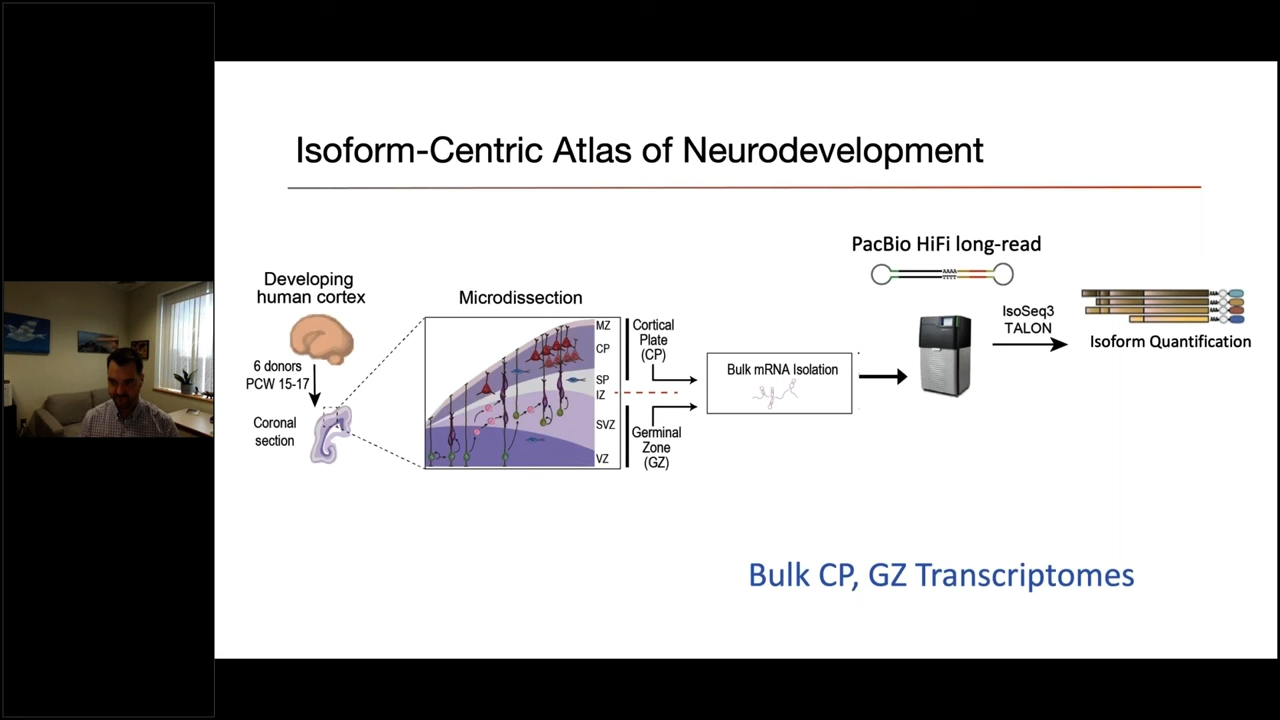 Isoform-Centric Atlas of Neurodevelopment
Developing
human cortex
6 donors
PCW 15-17
Coronal
section
Microdissection
MZ
CP
SP
IZ
SVZ
VZ
Cortical
Plate
(CP)
Germinal
Zone
(GZ)
Bulk mRNA Isolation
PacBio HiFi long-read
AAAA
TTTT
IsoSeq3
TALON
Isoform Quantification
Bulk CP, GZ Transcriptomes